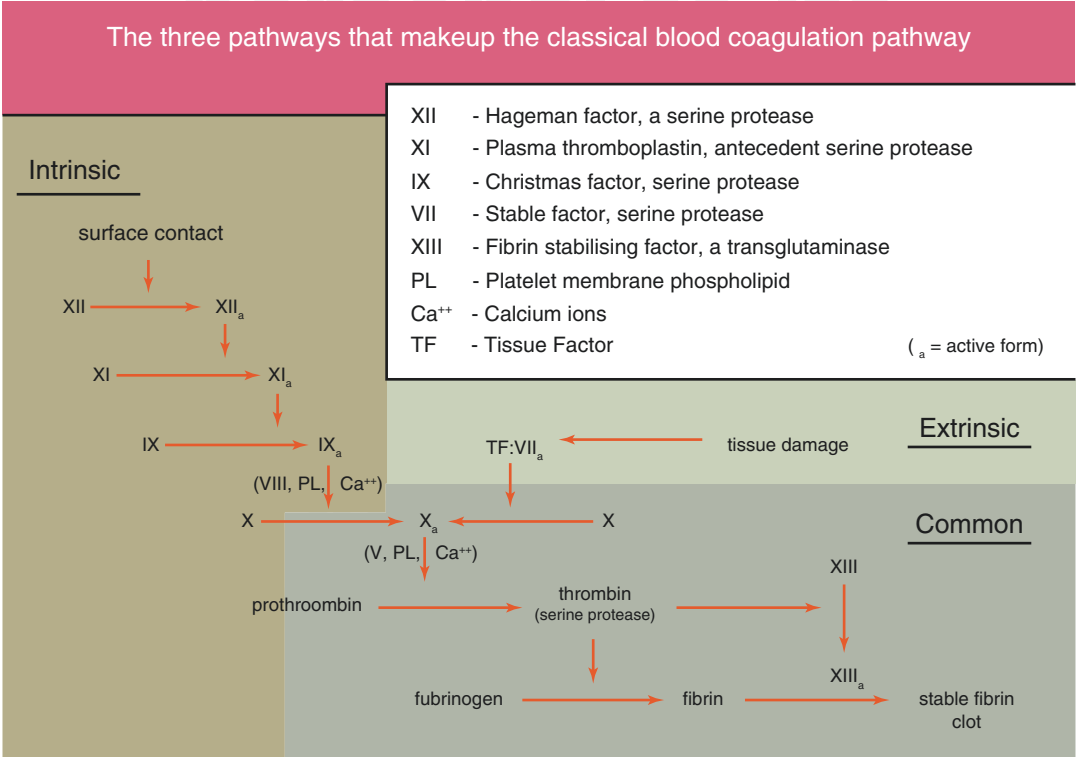 The three pathways that makeup the classical blood coagulation pathway
XII - Hageman factor, a serine protease
XI - Plasma thromboplastin, antecedent serine protease
IX - Christmas factor, serine protease
VII - Stable factor, serine protease
XIII - Fibrin stabilising factor, a transglutaminase
PL - Platelet membrane phospholipid
Ca++ - Calcium ions
TF - Tissue Factor
( a = active form)
Intrinsic
surface contact
XII XIIa
XI XIa
IX IXa
(VIII, PL, Ca++)
Extrinsic
TF:VIIa tissue damage
Common
X Xa X
(V, PL, Ca++)
prothroombin thrombin
(serine protease)
XIII
XIIIa
fubrinogen fibrin stable fibrin
clot